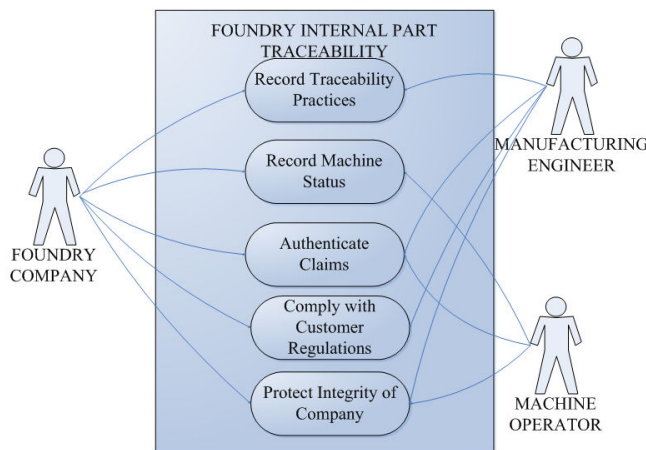 FOUNDRY INTERNAL PART
TRACEABILITY
Record Traceability
Practices
Record Machine
Status
Authenticate
Claims
Comply with
Customer
Regulations
Protect Integrity of
Company
FOUNDRY
COMPANY
MANUFACTURING
ENGINEER
MACHINE
OPERATOR